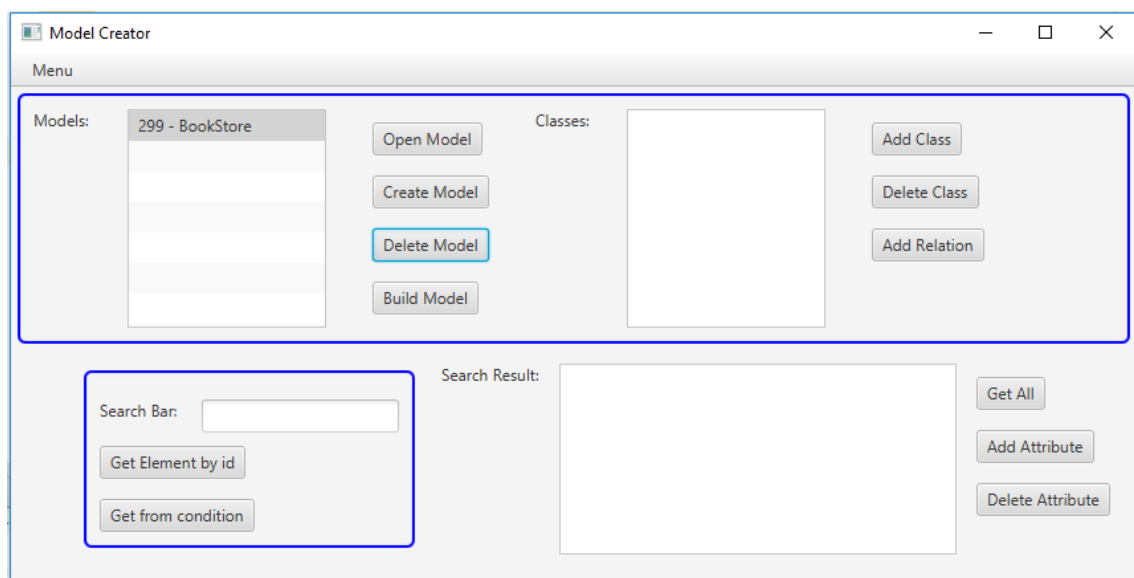 Model Creator
Menu
Models:
299 - BookStore
Open Model
Create Model
Delete Model
Build Model
Classes:
Add Class
Delete Class
Add Relation
Search Bar:
Get Element by id
Get from condition
Search Result:
Get All
Add Attribute
Delete Attribute